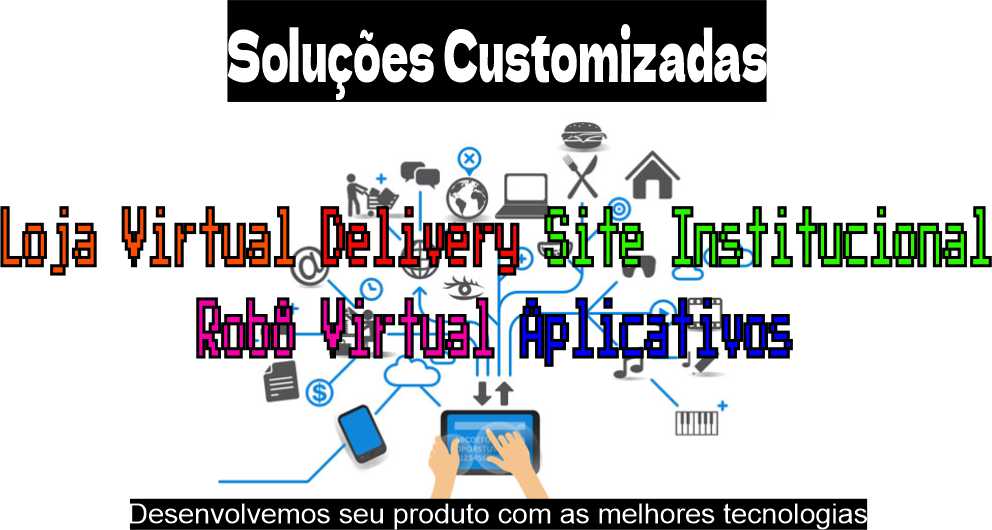 Soluções Customizadas
Loja Virtual Delivery Site Institucional
Robô Virtual Aplicativos
Desenvolvemos seu produto com as melhores tecnologias